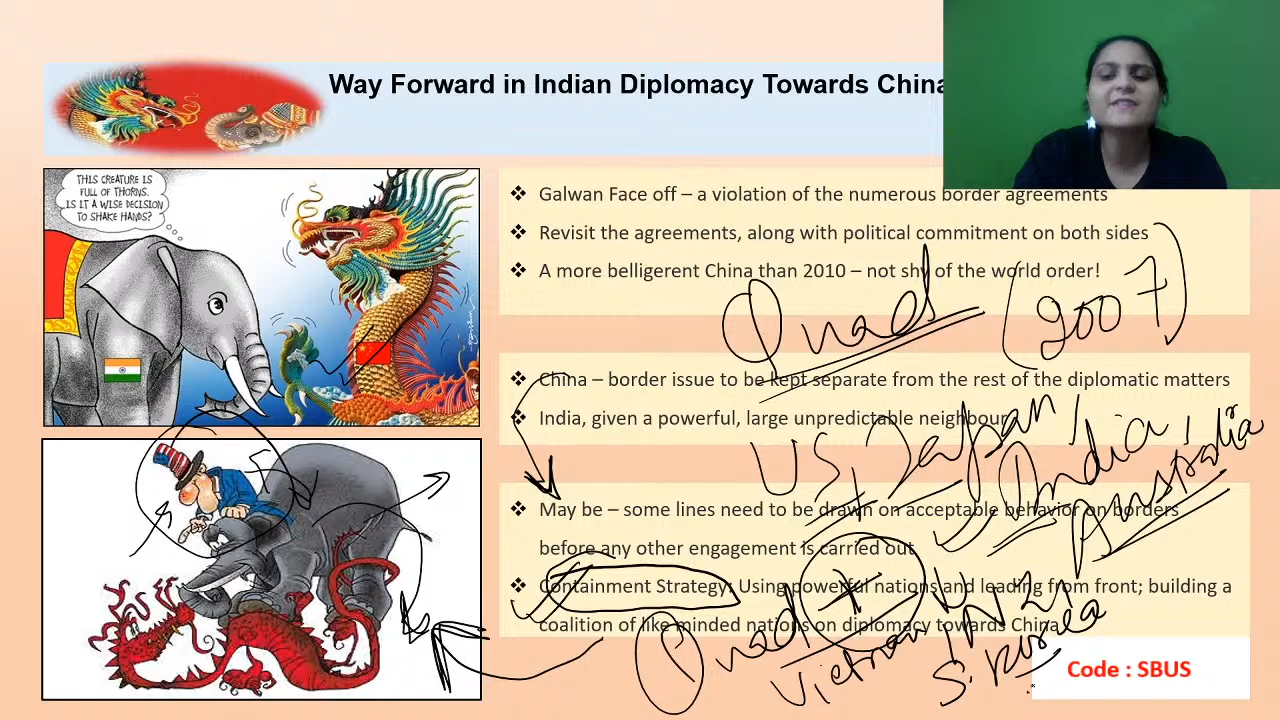 Way Forward in Indian Diplomacy Towards China
THIS CREATURE IS
FULL OF THORNS.
IS IT A WISE DECISION
TO SHAKE HANDS?
❖ Galwan Face off – a violation of the numerous border agreements
❖ Revisit the agreements, along with political commitment on both sides
❖ A more belligerent China than 2010 – not shy of the world order!
Quad (2007)
❖ China – border issue to be kept separate from the rest of the diplomatic matters
❖ India, given a powerful, large unpredictable neighbour
US, Japan, India, Australia
❖ May be – some lines need to be drawn on acceptable behavior on borders
before any other engagement is carried out
❖ Containment Strategy: Using powerful nations and leading from front; building a
coalition of like minded nations on diplomacy towards China
Quad +
Vietnam, NZ,
S. Korea
Code : SBUS